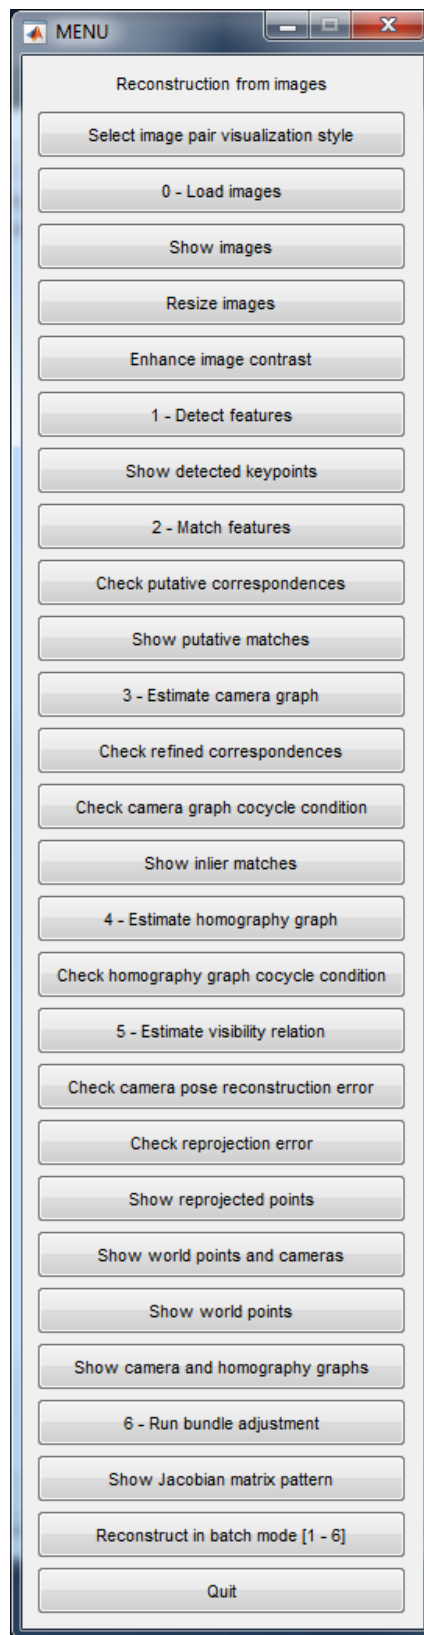 MENU
Reconstruction from images
Select image pair visualization style
0 - Load images
Show images
Resize images
Enhance image contrast
1 - Detect features
Show detected keypoints
2 - Match features
Check putative correspondences
Show putative matches
3 - Estimate camera graph
Check refined correspondences
Check camera graph cocycle condition
Show inlier matches
4 - Estimate homography graph
Check homography graph cocycle condition
5 - Estimate visibility relation
Check camera pose reconstruction error
Check reprojection error
Show reprojected points
Show world points and cameras
Show world points
Show camera and homography graphs
6 - Run bundle adjustment
Show Jacobian matrix pattern
Reconstruct in batch mode [1 - 6]
Quit